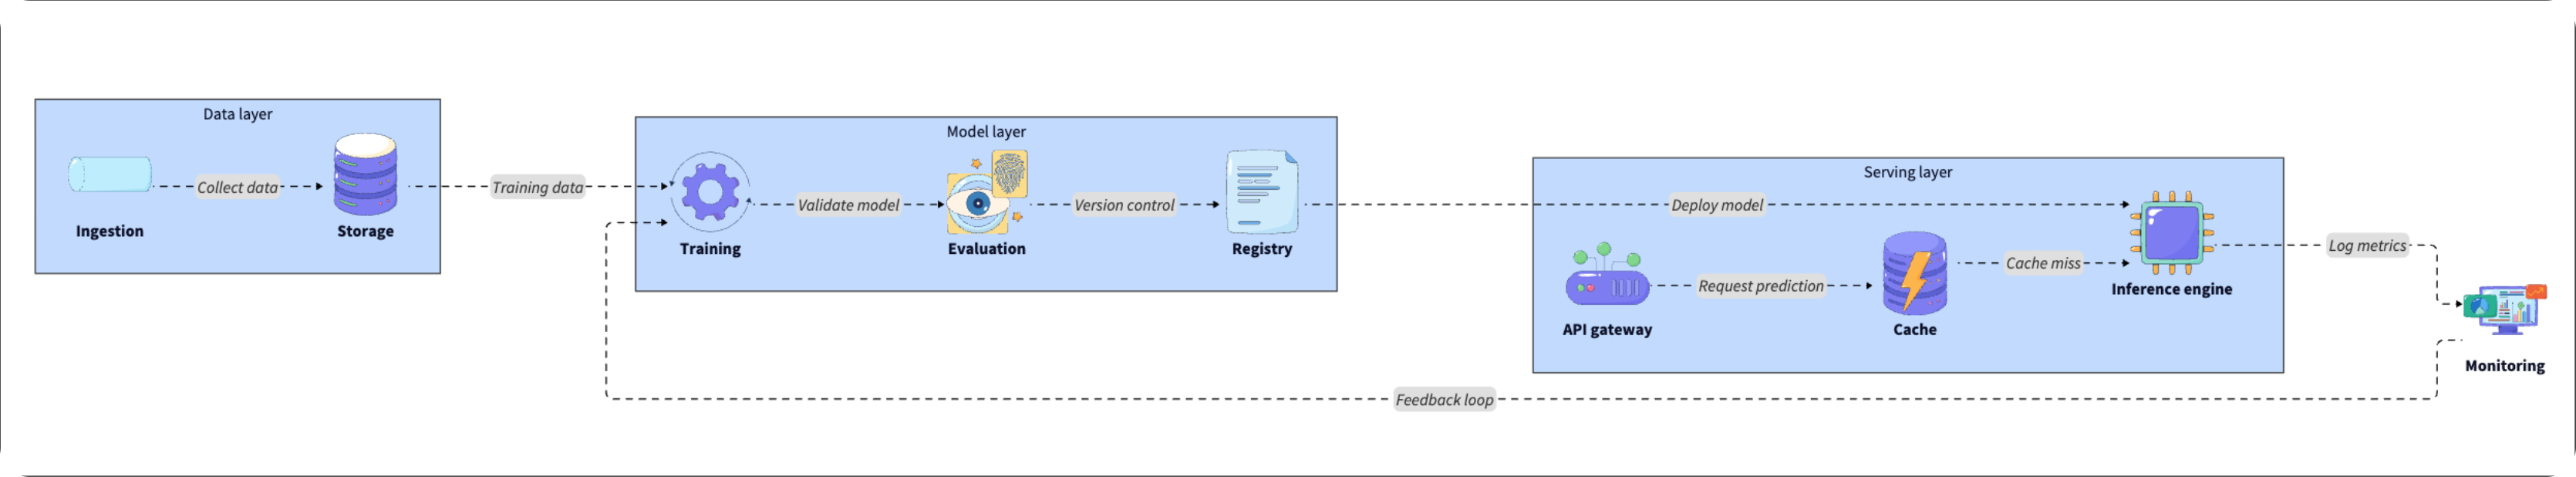 Data layer
Collect data
Ingestion
Storage
Training data
Model layer
Validate model
Version control
Training
Evaluation
Registry
Serving layer
Deploy model
Request prediction
Cache miss
API gateway
Cache
Inference engine
Log metrics
Monitoring
Feedback loop